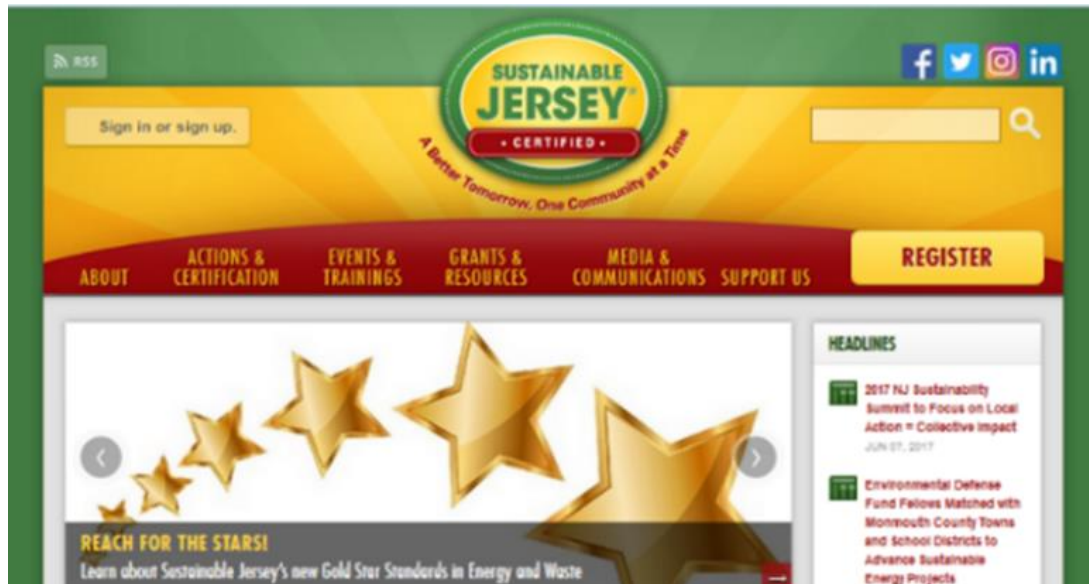 RSS
SUSTAINABLE
JERSEY®
• CERTIFIED •
A Better Tomorrow, One Community at a Time
Sign in or sign up.
ABOUT
ACTIONS &
CERTIFICATION
EVENTS &
TRAININGS
GRANTS &
RESOURCES
MEDIA &
COMMUNICATIONS
SUPPORT US
REGISTER
REACH FOR THE STARS!
Learn about Sustainable Jersey's new Gold Star Standards in Energy and Waste
HEADLINES
2017 NJ Sustainability
Summit to Focus on Local
Action = Collective Impact
JUN 07, 2017
Environmental Defense
Fund Fellows Matched with
Monmouth County Towns
and School Districts to
Advance Sustainable
Energy Projects